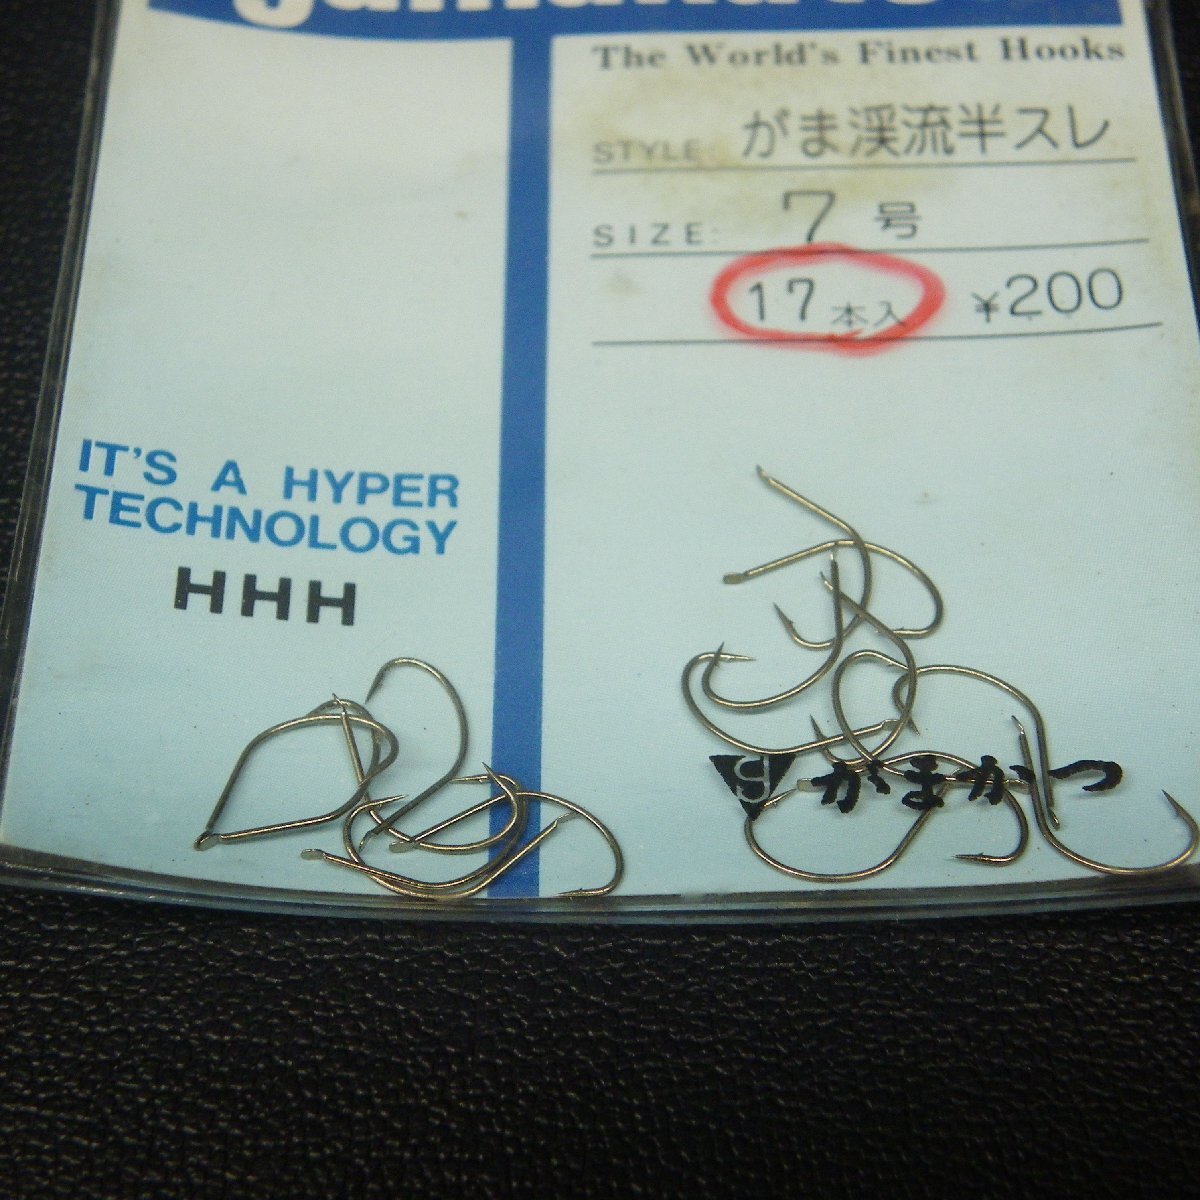 The World's Finest Hooks
STYLE: がま渓流半スレ
SIZE: 7 号
17本入 ¥200
IT'S A HYPER
TECHNOLOGY
HHH
がまかつ